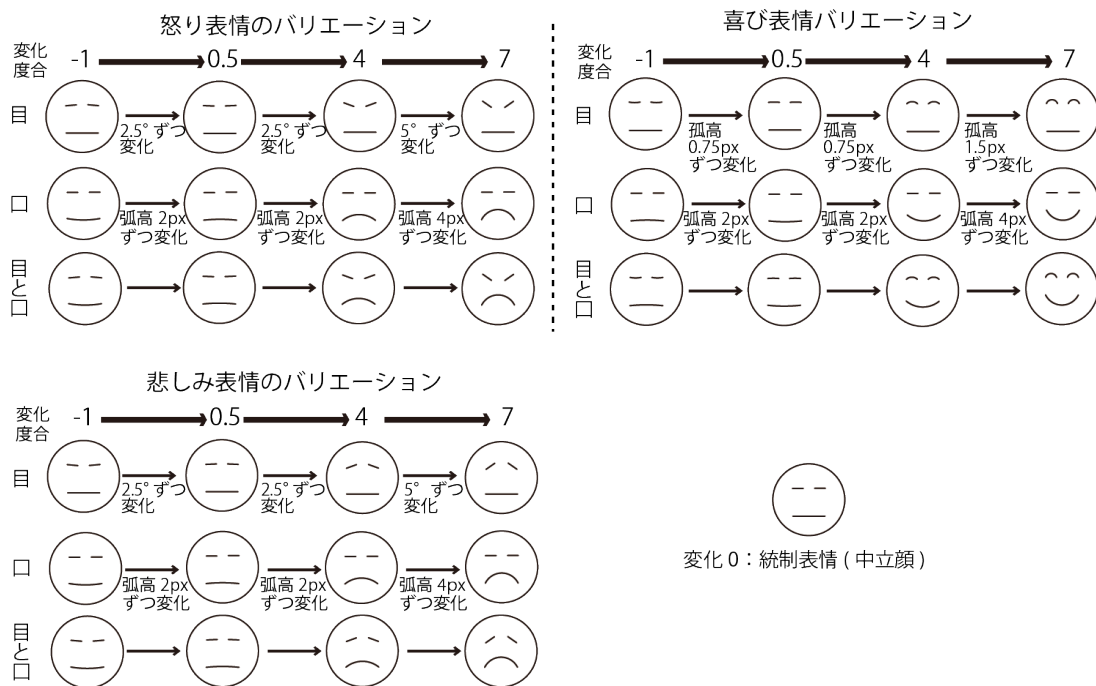 怒り表情のバリエーション
変化
度合
-1 0.5 4 7
目
2.5° ずつ
変化
2.5° ずつ
変化
5° ずつ
変化
口
弧高 2px
ずつ変化
弧高 2px
ずつ変化
弧高 4px
ずつ変化
目と口
喜び表情バリエーション
変化
度合
-1 0.5 4 7
目
孤高
0.75px
ずつ変化
孤高
0.75px
ずつ変化
孤高
1.5px
ずつ変化
口
弧高 2px
ずつ変化
弧高 2px
ずつ変化
弧高 4px
ずつ変化
目と口
悲しみ表情のバリエーション
変化
度合
-1 0.5 4 7
目
2.5° ずつ
変化
2.5° ずつ
変化
5° ずつ
変化
口
弧高 2px
ずつ変化
弧高 2px
ずつ変化
弧高 4px
ずつ変化
目と口
変化 0：統制表情 ( 中立顔 )